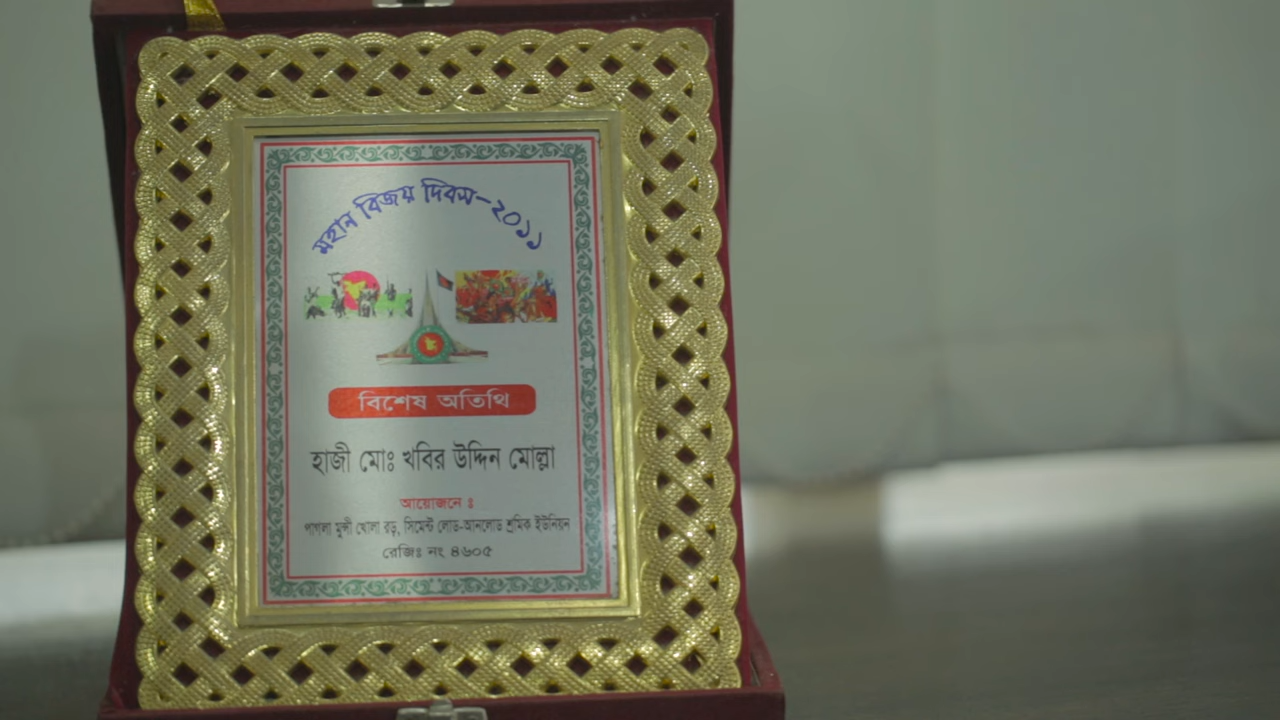 মহান বিজয় দিবস-২০১১
বিশেষ অতিথি
হাজী মোঃ খবির উদ্দিন মোল্লা
আয়োজনে ঃ
পাগলা মুন্সী খোলা রড, সিমেন্ট লোড-আনলোড শ্রমিক ইউনিয়ন
রেজিঃ নং ৪৬০৫